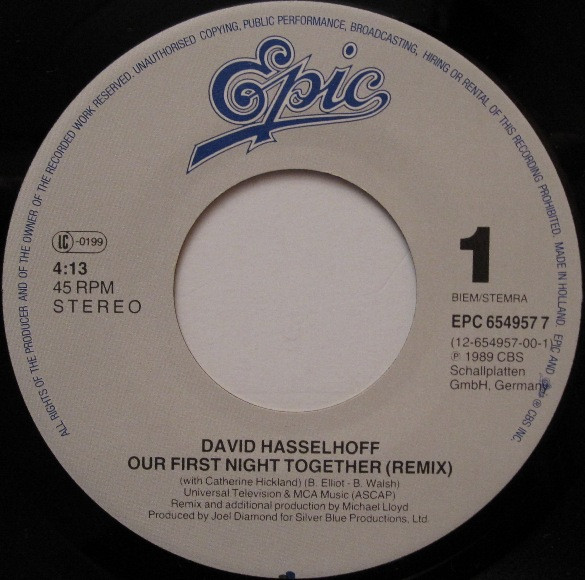 ALL RIGHTS OF THE PRODUCER AND OF THE OWNER OF THE RECORDED WORK RESERVED. UNAUTHORISED COPYING, PUBLIC PERFORMANCE, BROADCASTING, HIRING OR RENTAL OF THIS RECORDING PROHIBITED. MADE IN HOLLAND. EPIC AND ® CBS INC.
Epic
LC -0199
4:13
45 RPM
STEREO
1
BIEM/STEMRA
EPC 654957 7
(12-654957-00-1)
℗ 1989 CBS
Schallplatten
GmbH, Germany
DAVID HASSELHOFF
OUR FIRST NIGHT TOGETHER (REMIX)
(with Catherine Hickland) (B. Elliot - B. Walsh)
Universal Television & MCA Music (ASCAP)
Remix and additional production by Michael Lloyd
Produced by Joel Diamond for Silver Blue Productions, Ltd